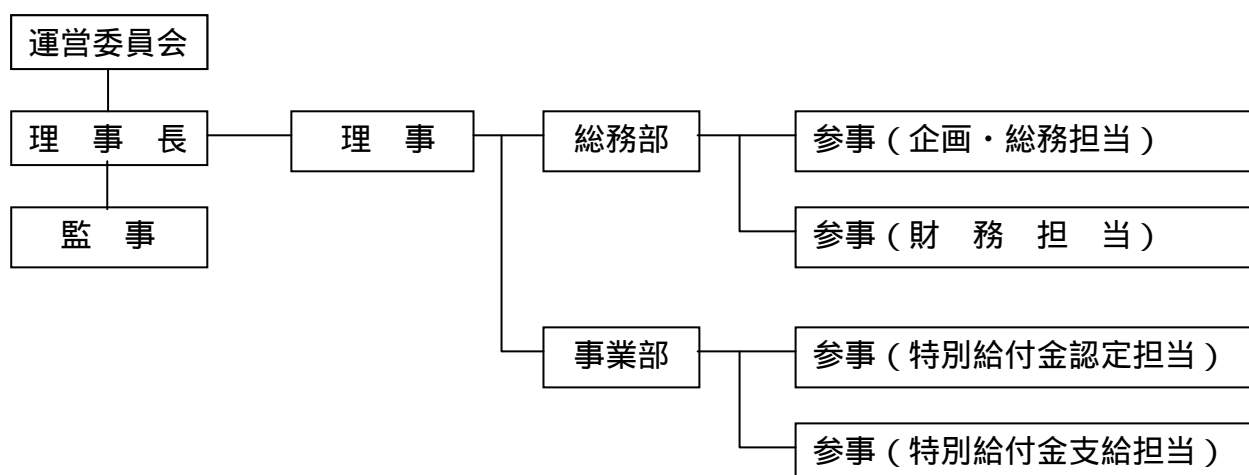 運営委員会
理　事　長
理　事
総務部
参事（企画・総務担当）
監　事
参事（財　務　担　当）
事業部
参事（特別給付金認定担当）
参事（特別給付金支給担当）